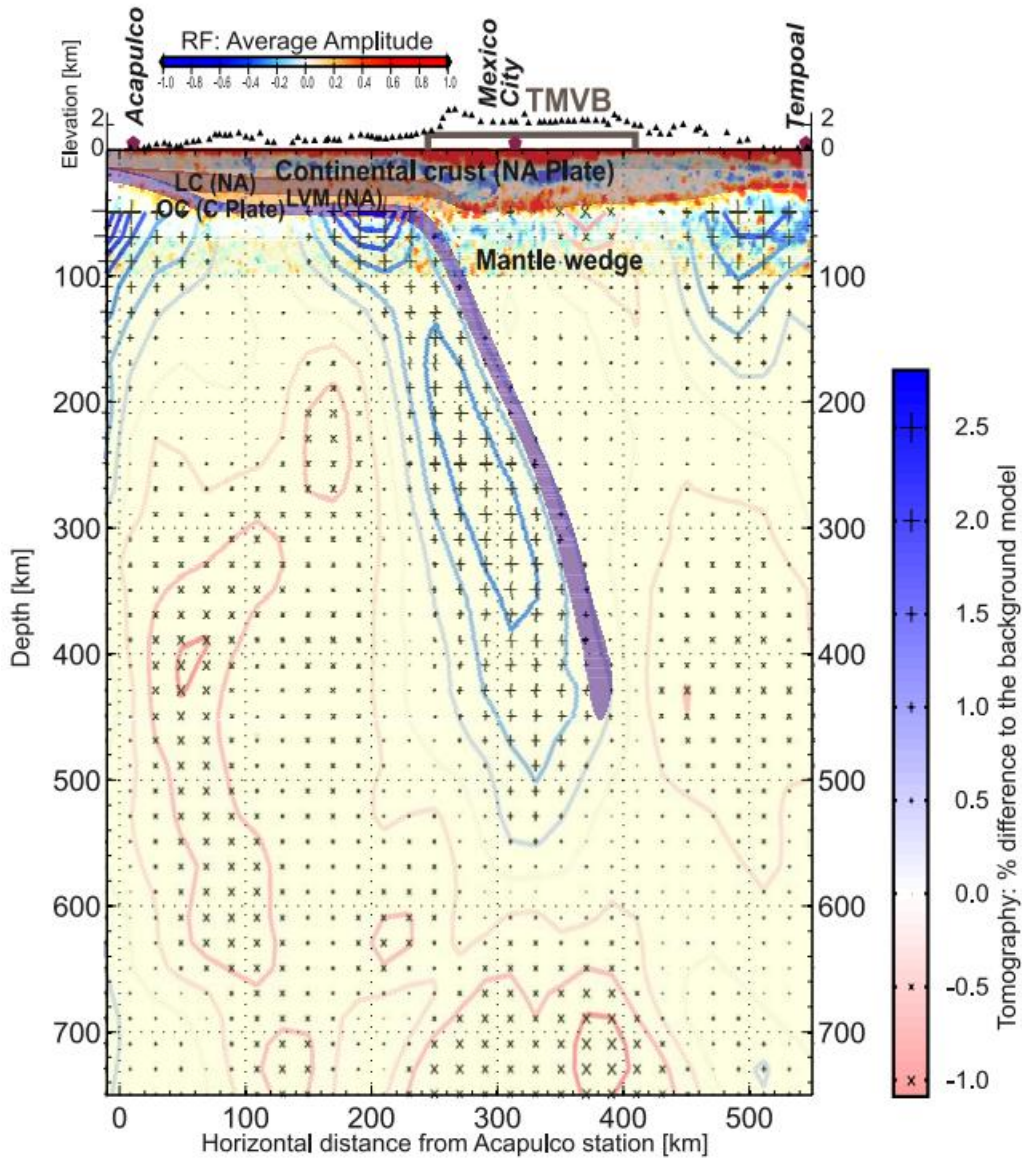 RF: Average Amplitude
-1.0 -0.8 -0.6 -0.4 -0.2 0.0 0.2 0.4 0.6 0.8 1.0
Acapulco
Mexico City
TMVB
Tempoal
Elevation [km]
2 2
0 0
Continental crust (NA Plate)
LC (NA)
LVM (NA)
OC (C Plate)
Mantle wedge
100 100
200 200
300 300
400 400
500 500
600 600
700 700
Depth [km]
0 100 200 300 400 500
Horizontal distance from Acapulco station [km]
2.5
2.0
1.5
1.0
0.5
0.0
-0.5
-1.0
Tomography: % difference to the background model